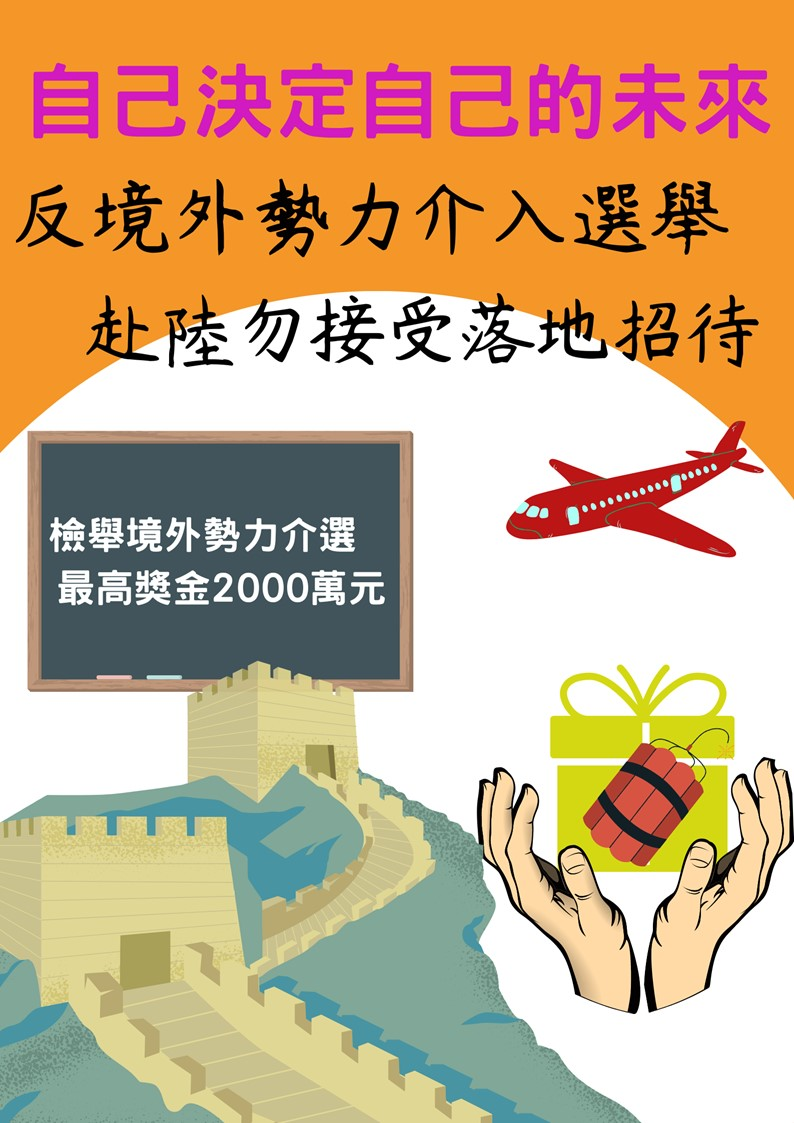 自己決定自己的未來
反境外勢力介入選舉
赴陸勿接受落地招待
檢舉境外勢力介選
最高獎金2000萬元